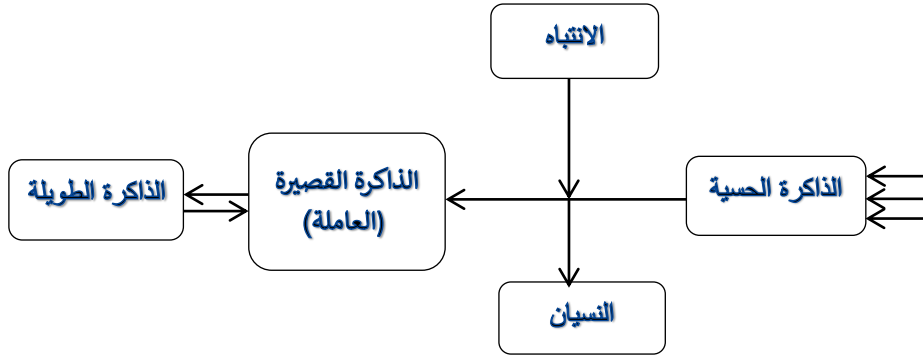 الانتباه
الذاكرة الحسية
الذاكرة القصيرة
(العاملة)
الذاكرة الطويلة
النسيان